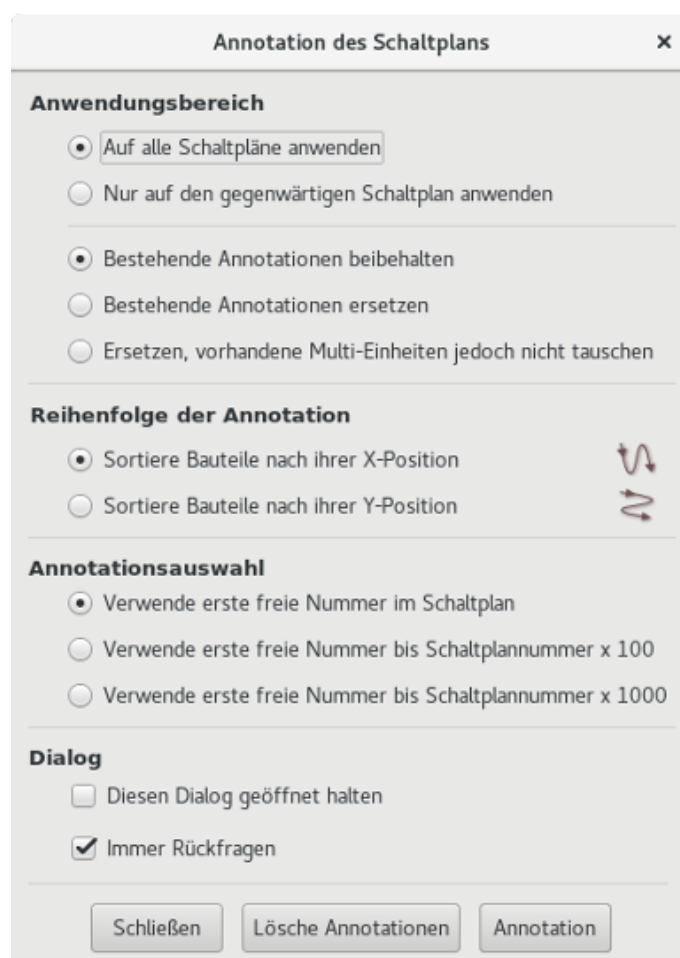 Annotation des Schaltplans
Anwendungsbereich
Auf alle Schaltpläne anwenden
Nur auf den gegenwärtigen Schaltplan anwenden
Bestehende Annotationen beibehalten
Bestehende Annotationen ersetzen
Ersetzen, vorhandene Multi-Einheiten jedoch nicht tauschen
Reihenfolge der Annotation
Sortiere Bauteile nach ihrer X-Position
Sortiere Bauteile nach ihrer Y-Position
Annotationsauswahl
Verwende erste freie Nummer im Schaltplan
Verwende erste freie Nummer bis Schaltplannummer x 100
Verwende erste freie Nummer bis Schaltplannummer x 1000
Dialog
Diesen Dialog geöffnet halten
Immer Rückfragen
Schließen Lösche Annotationen Annotation